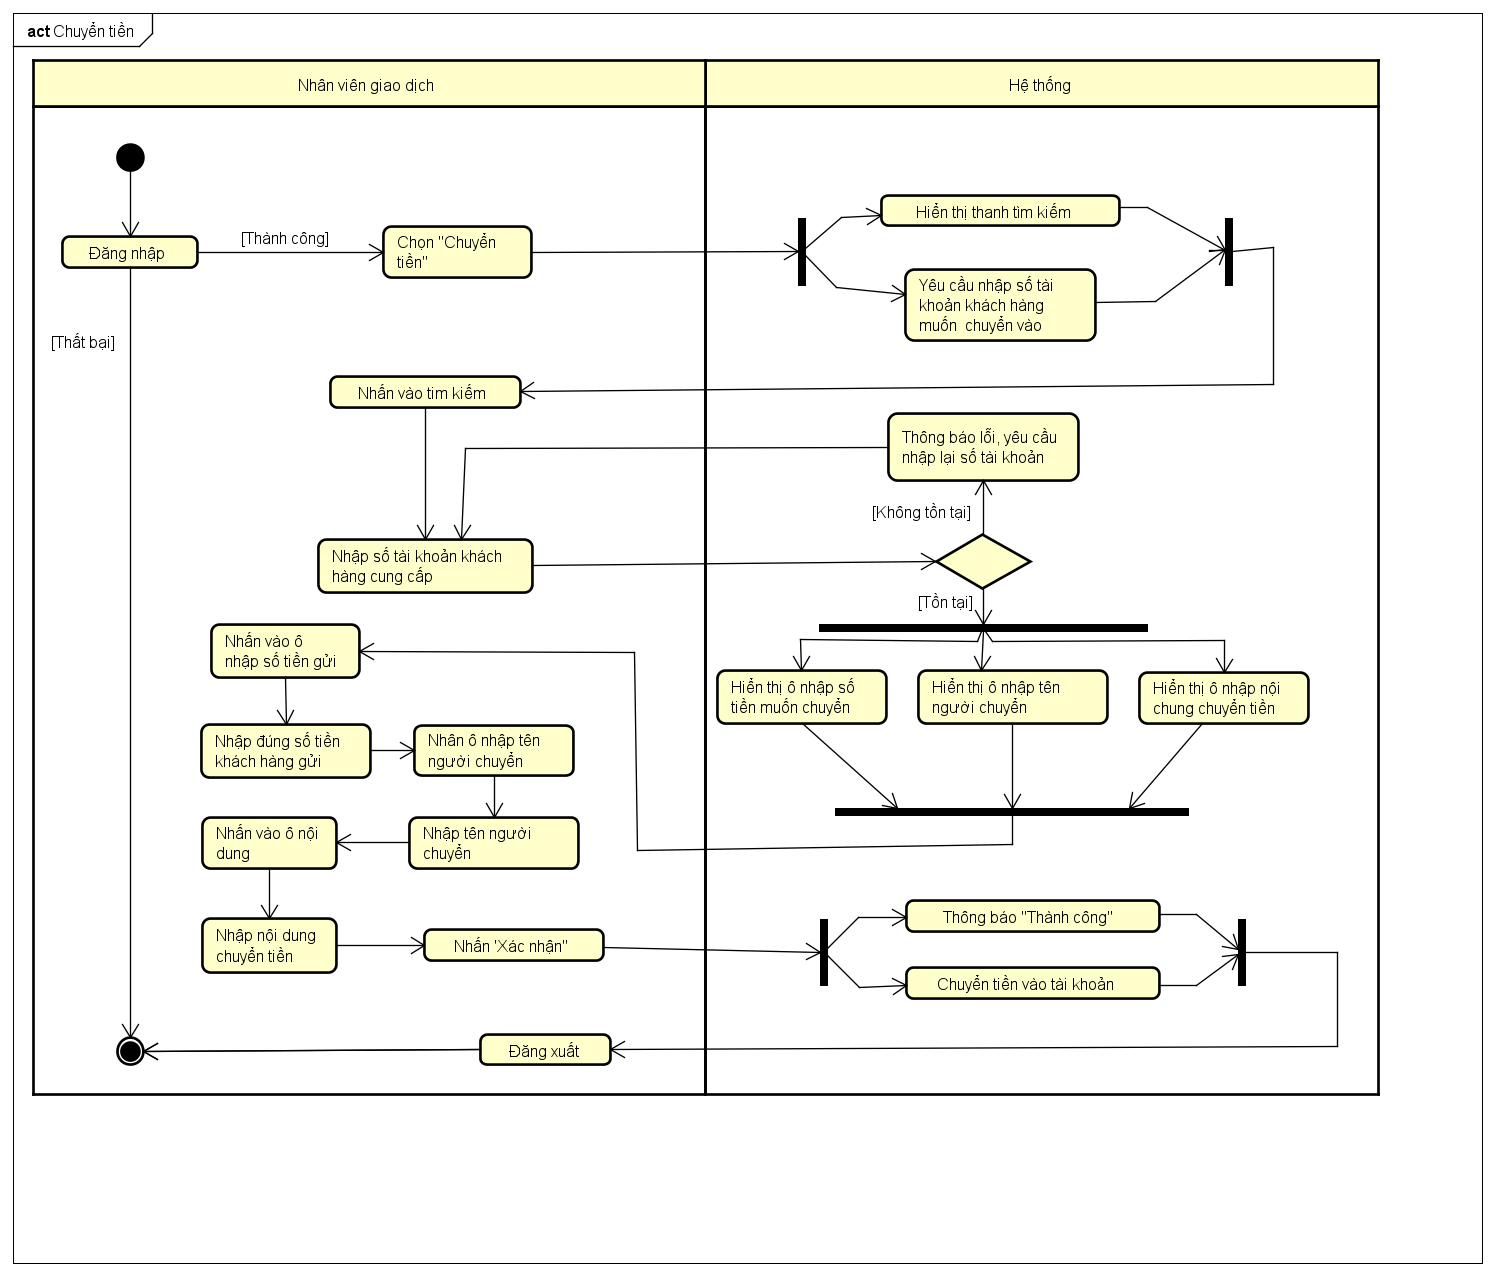 act Chuyển tiền
Nhân viên giao dịch
Hệ thống
Đăng nhập
[Thành công]
Chọn "Chuyển
tiền"
Hiển thị thanh tìm kiếm
Yêu cầu nhập số tài
khoản khách hàng
muốn  chuyển vào
[Thất bại]
Nhấn vào tim kiếm
Thông báo lỗi, yêu cầu
nhập lại số tài khoản
[Không tồn tại]
Nhập số tài khoản khách
hàng cung cấp
[Tồn tại]
Nhấn vào ô
nhập số tiền gửi
Hiển thị ô nhập số
tiền muốn chuyển
Hiển thị ô nhập tên
người chuyển
Hiển thị ô nhập nội
chung chuyển tiền
Nhập đúng số tiền
khách hàng gửi
Nhân ô nhập tên
người chuyển
Nhấn vào ô nội
dung
Nhập tên người
chuyển
Nhập nội dung
chuyển tiền
Nhấn 'Xác nhận"
Thông báo "Thành công"
Chuyển tiền vào tài khoản
Đăng xuất